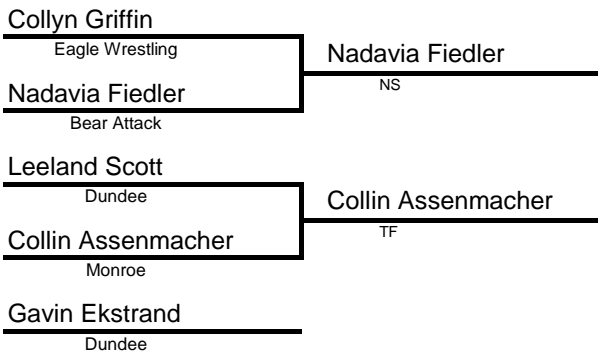 Collyn Griffin
Eagle Wrestling
Nadavia Fiedler
NS
Nadavia Fiedler
Bear Attack
Leeland Scott
Dundee
Collin Assenmacher
TF
Collin Assenmacher
Monroe
Gavin Ekstrand
Dundee